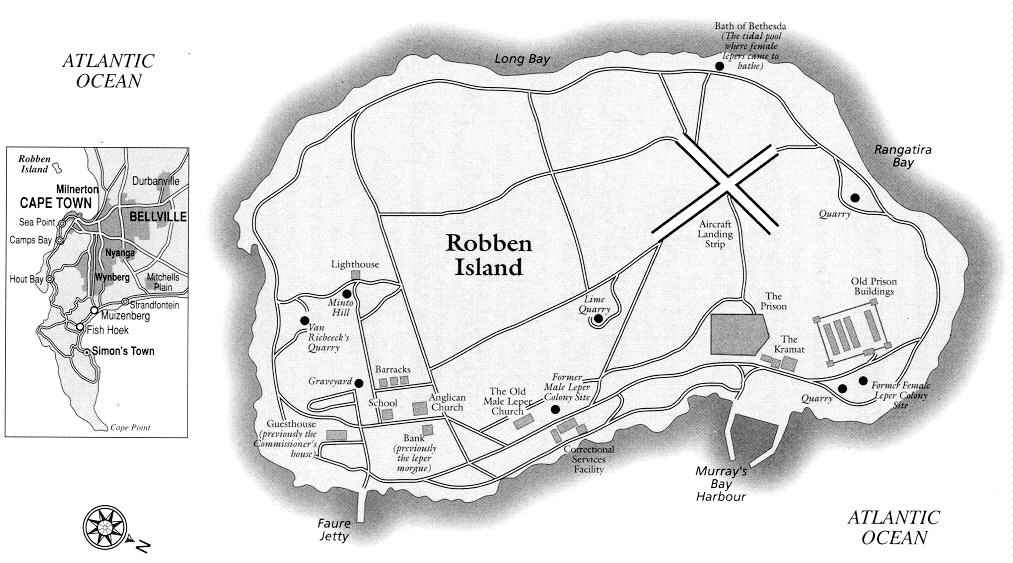 ATLANTIC
OCEAN
Robben
Island
Milnerton
Durbanville
CAPE TOWN
BELLVILLE
Sea Point
Camps Bay
Nyanga
Hout Bay
Wynberg
Mitchells
Plain
Strandfontein
Muizenberg
Fish Hoek
Simon's Town
Cape Point
N
Long Bay
Bath of Bethesda
(The tidal pool
where female
lepers came to
bathe)
Rangatira
Bay
Quarry
Aircraft
Landing
Strip
Robben
Island
Lighthouse
Minto
Hill
Van
Riebeeck's
Quarry
Lime
Quarry
The
Prison
Old Prison
Buildings
The
Kramat
Graveyard
Barracks
School
Anglican
Church
The Old
Male Leper
Church
Former
Male Leper
Colony Site
Quarry
Former Female
Leper Colony
Site
Guesthouse
(previously the
Commissioner's
house)
Bank
(previously
the leper
morgue)
Correctional
Services
Facility
Murray's
Bay
Harbour
Faure
Jetty
ATLANTIC
OCEAN